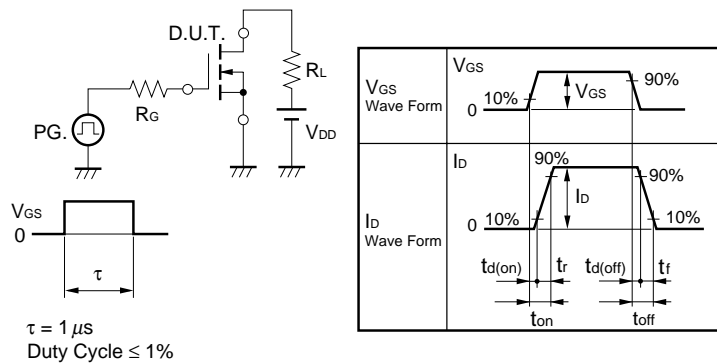 D.U.T.
RL
RG
PG.
VDD
VGS
0
τ
τ = 1 μs
Duty Cycle ≤ 1%
VGS
Wave Form
VGS
10%
0
VGS
90%
ID
Wave Form
ID
90%
90%
ID
10%
0
10%
td(on)
tr
td(off)
tf
ton
toff